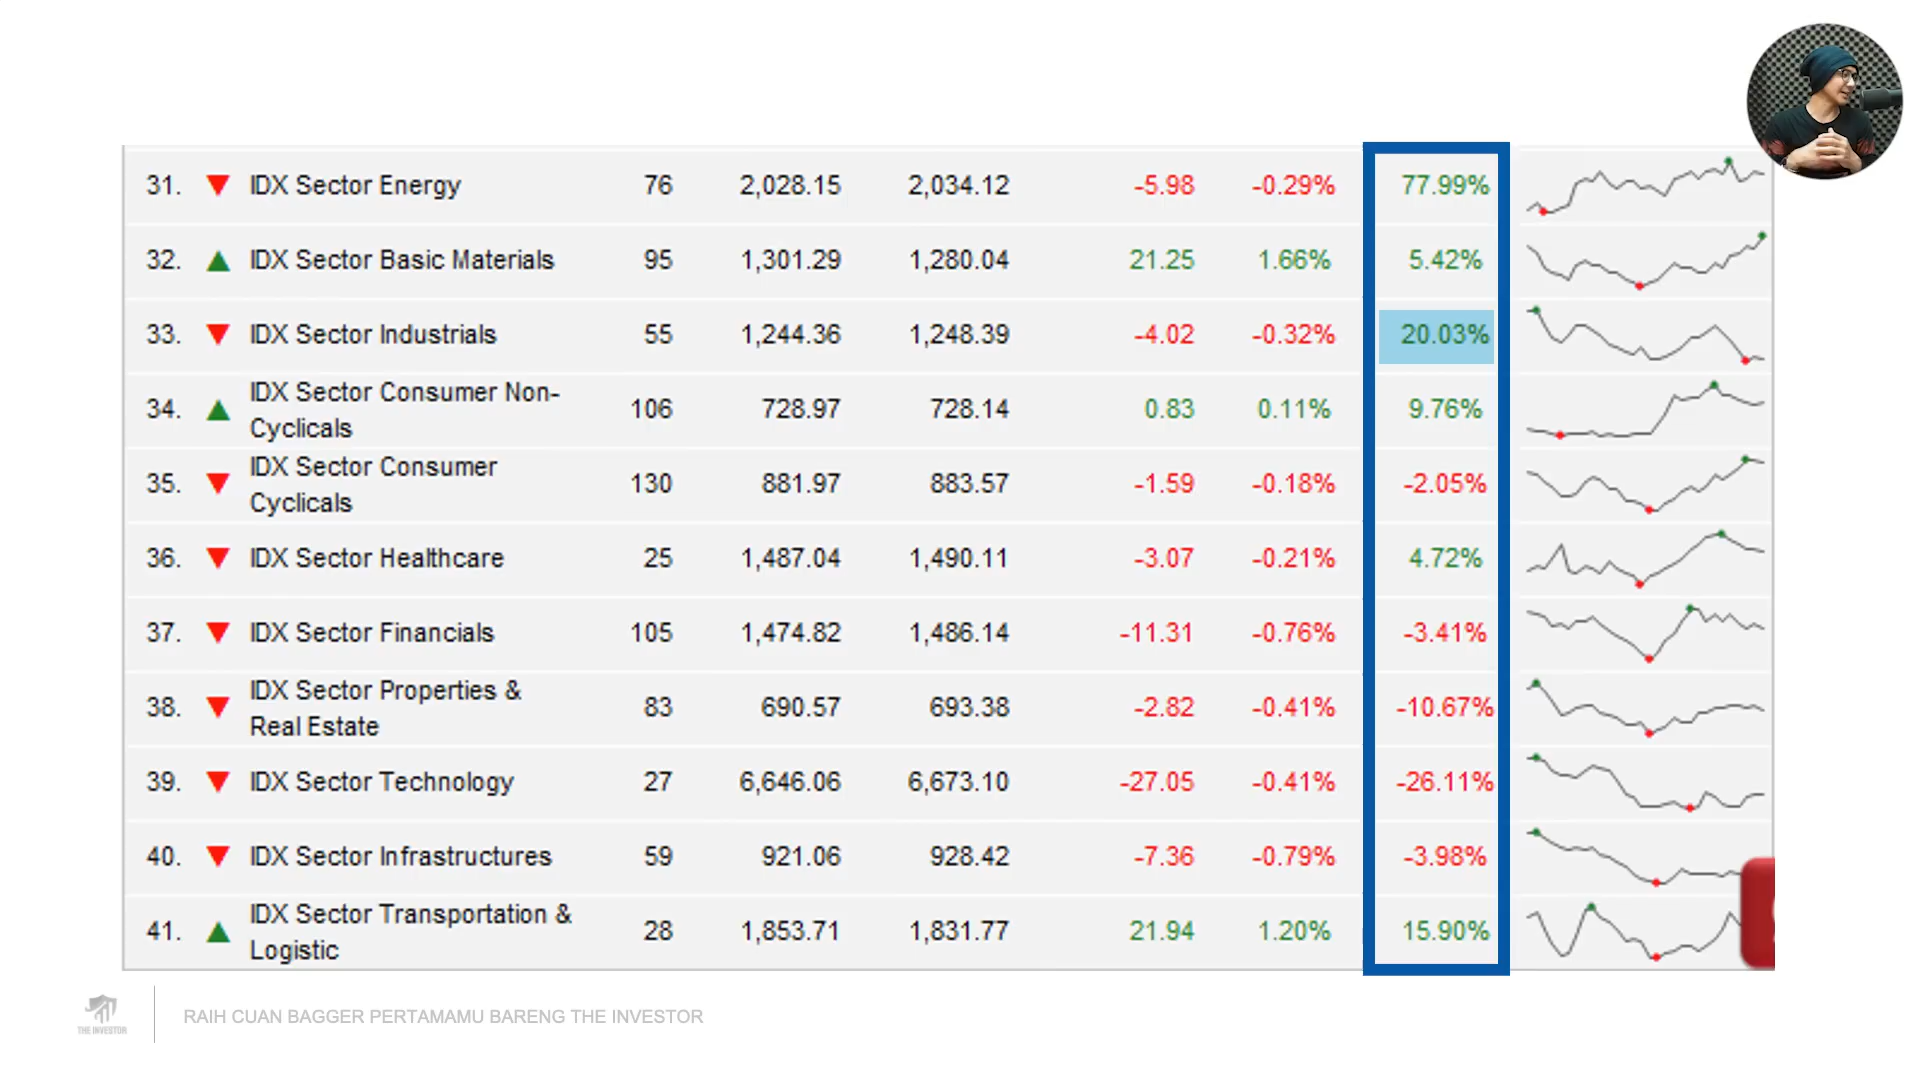 31. IDX Sector Energy 76 2,028.15 2,034.12 -5.98 -0.29% 77.99%
32. IDX Sector Basic Materials 95 1,301.29 1,280.04 21.25 1.66% 5.42%
33. IDX Sector Industrials 55 1,244.36 1,248.39 -4.02 -0.32% 20.03%
34. IDX Sector Consumer Non-
Cyclicals 106 728.97 728.14 0.83 0.11% 9.76%
35. IDX Sector Consumer
Cyclicals 130 881.97 883.57 -1.59 -0.18% -2.05%
36. IDX Sector Healthcare 25 1,487.04 1,490.11 -3.07 -0.21% 4.72%
37. IDX Sector Financials 105 1,474.82 1,486.14 -11.31 -0.76% -3.41%
38. IDX Sector Properties &
Real Estate 83 690.57 693.38 -2.82 -0.41% -10.67%
39. IDX Sector Technology 27 6,646.06 6,673.10 -27.05 -0.41% -26.11%
40. IDX Sector Infrastructures 59 921.06 928.42 -7.36 -0.79% -3.98%
41. IDX Sector Transportation &
Logistic 28 1,853.71 1,831.77 21.94 1.20% 15.90%
THE INVESTOR
RAIH CUAN BAGGER PERTAMAMU BARENG THE INVESTOR